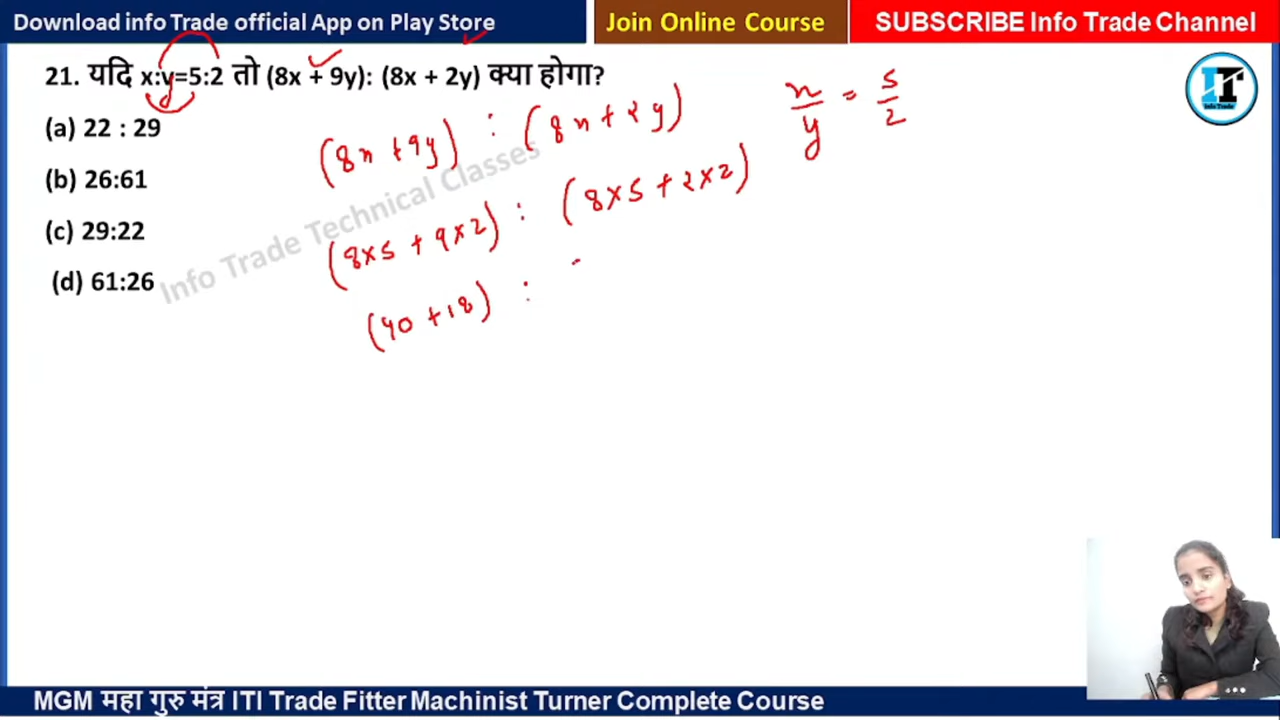 Download info Trade official App on Play Store
Join Online Course
SUBSCRIBE Info Trade Channel
21. यदि x:y=5:2 तो (8x + 9y): (8x + 2y) क्या होगा?
IT
Info Trade
(a) 22 : 29
(b) 26:61
(c) 29:22
(d) 61:26
x/y = 5/2
(8x + 9y) : (8x + 2y)
(8×5 + 9×2) : (8×5 + 2×2)
(40 + 18) :
Info Trade Technical Classes
MGM महा गुरु मंत्र ITI Trade Fitter Machinist Turner Complete Course